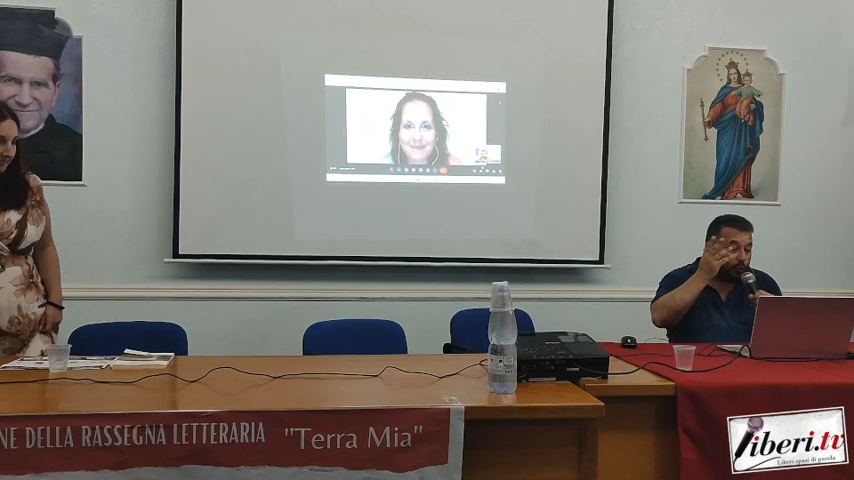 NE DELLA RASSEGNA LETTERARIA "Terra Mia"
liberi.tv
Liberi spazi di parola